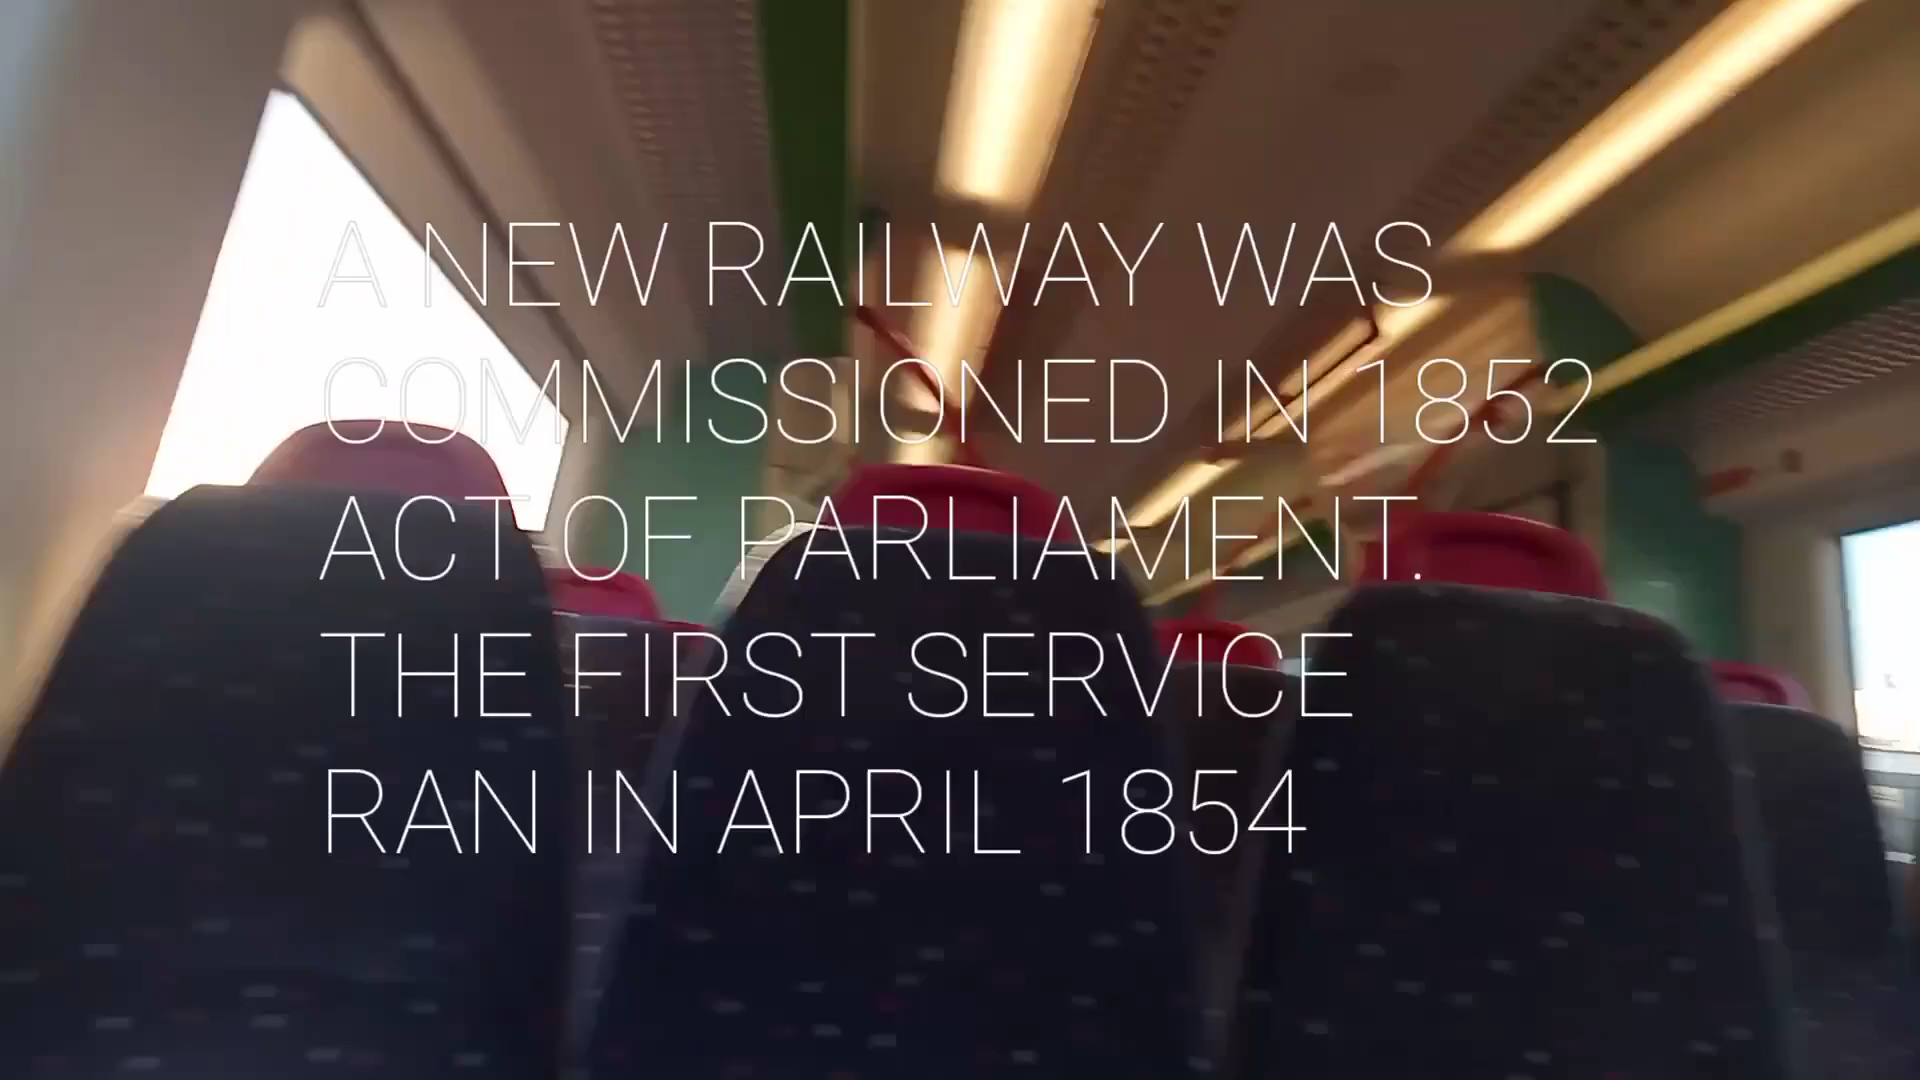 A NEW RAILWAY WAS
COMMISSIONED IN 1852
ACT OF PARLIAMENT.
THE FIRST SERVICE
RAN IN APRIL 1854